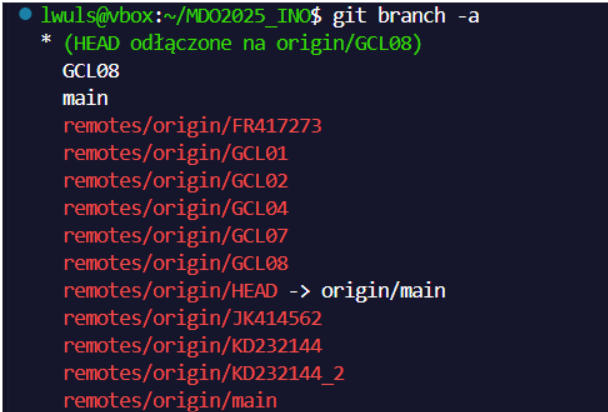 lwuls@vbox:~/MDO2025_INO$ git branch -a
* (HEAD odłączone na origin/GCL08)
GCL08
main
remotes/origin/FR417273
remotes/origin/GCL01
remotes/origin/GCL02
remotes/origin/GCL04
remotes/origin/GCL07
remotes/origin/GCL08
remotes/origin/HEAD -> origin/main
remotes/origin/JK414562
remotes/origin/KD232144
remotes/origin/KD232144_2
remotes/origin/main